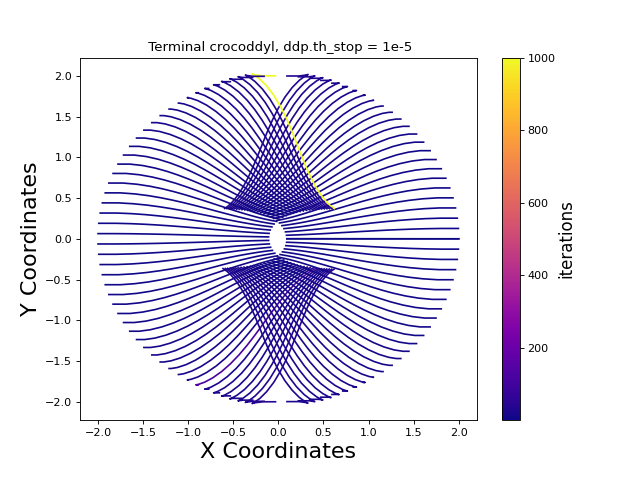 Terminal crocoddyl, ddp.th_stop = 1e-5
Y Coordinates
2.0
1.5
1.0
0.5
0.0
−0.5
−1.0
−1.5
−2.0
−2.0 −1.5 −1.0 −0.5 0.0 0.5 1.0 1.5 2.0
X Coordinates
1000
800
600
400
200
iterations